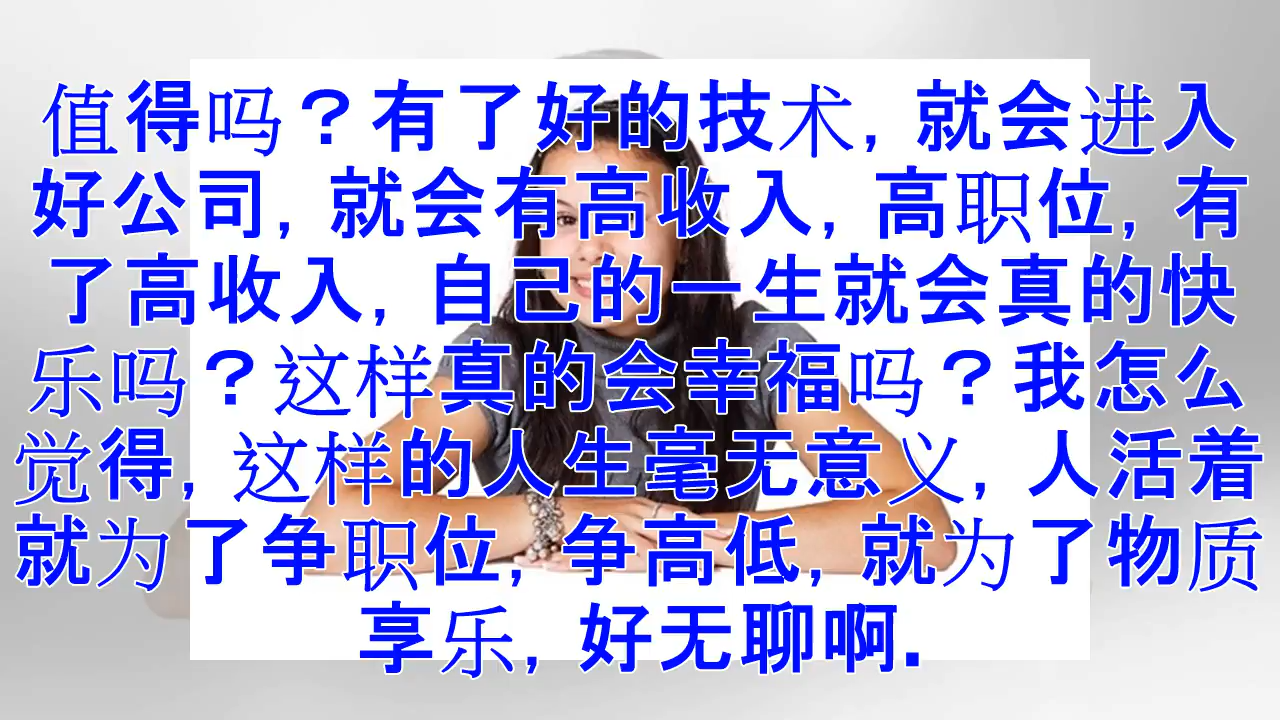 值得吗？有了好的技术, 就会进入
好公司, 就会有高收入, 高职位, 有
了高收入, 自己的一生就会真的快
乐吗？这样真的会幸福吗？我怎么
觉得, 这样的人生毫无意义, 人活着
就为了争职位, 争高低, 就为了物质
享乐, 好无聊啊.